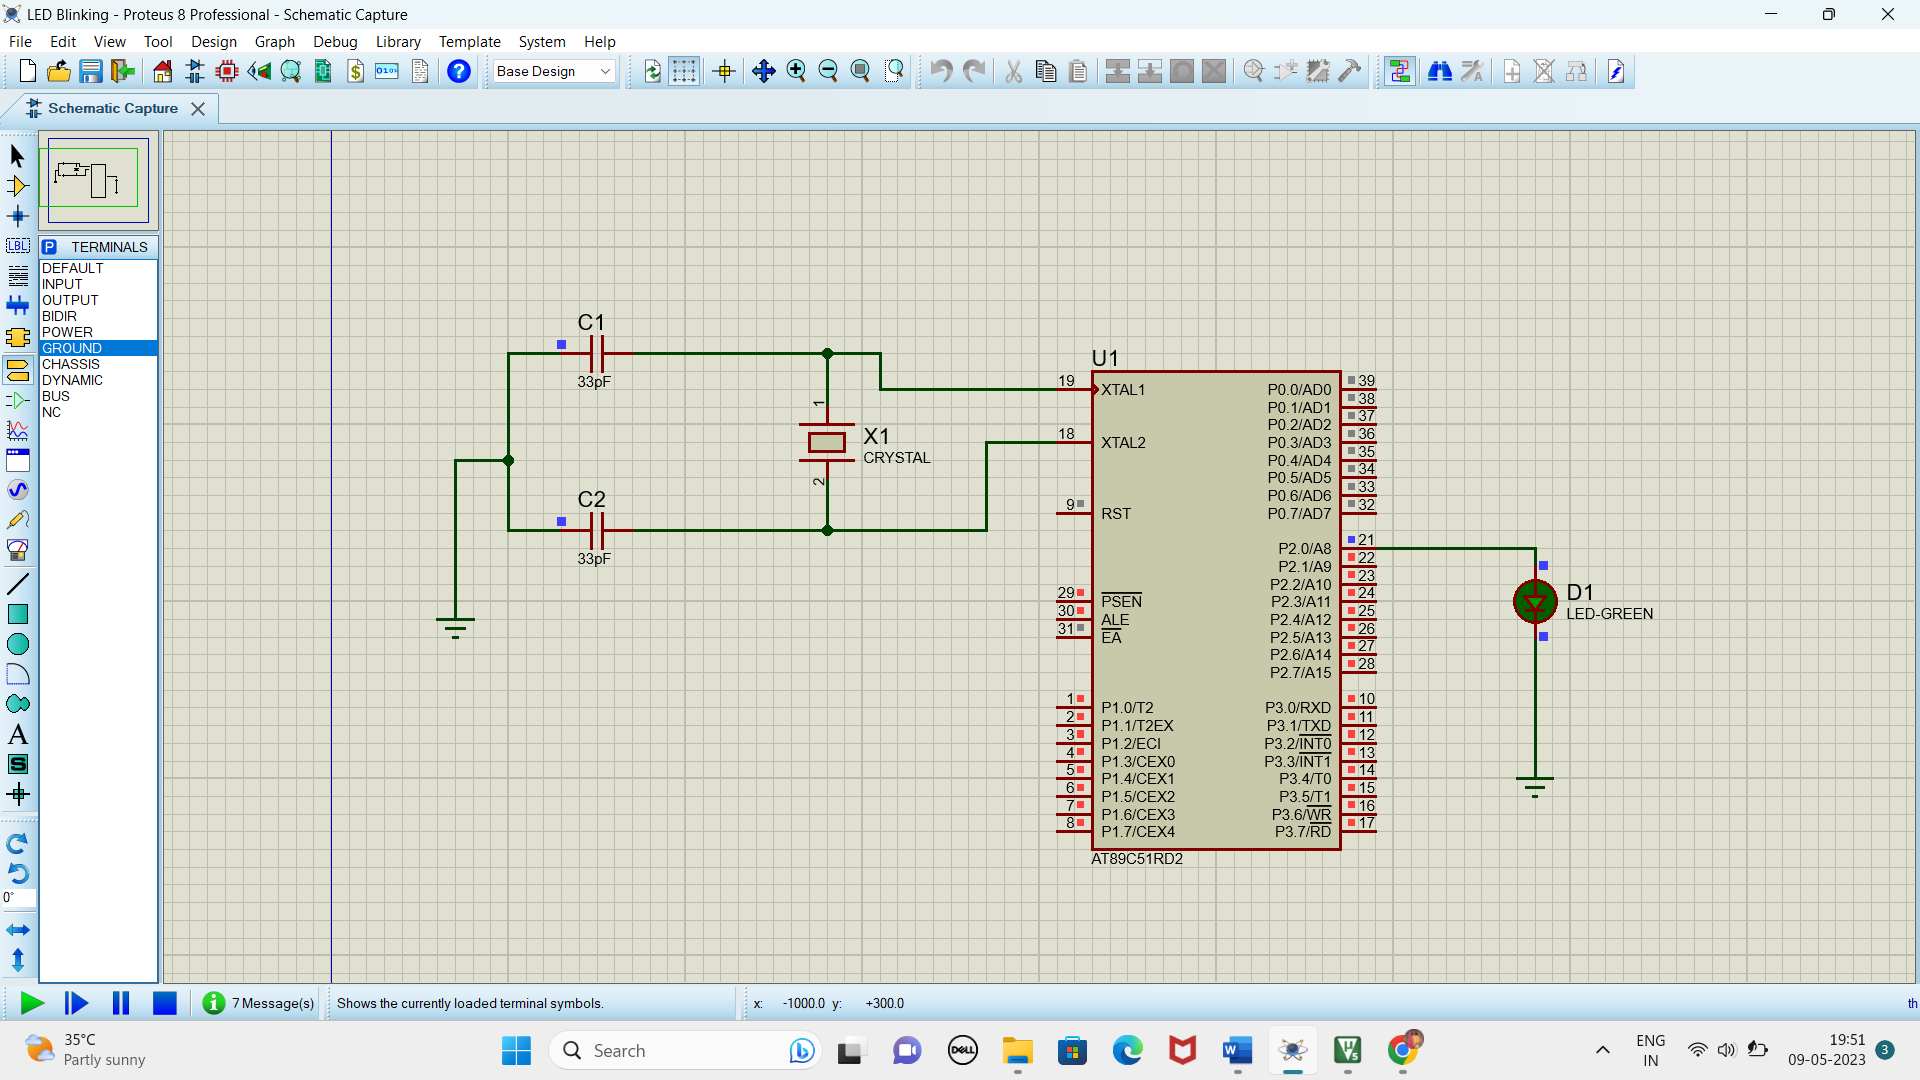 LED Blinking - Proteus 8 Professional - Schematic Capture
File Edit View Tool Design Graph Debug Library Template System Help
Base Design
Schematic Capture
LBL
P TERMINALS
DEFAULT
INPUT
OUTPUT
BIDIR
POWER
GROUND
CHASSIS
DYNAMIC
BUS
NC
A
S
0°
C1
33pF
C2
33pF
1
X1
CRYSTAL
2
U1
19 XTAL1
18 XTAL2
9 RST
29 PSEN
30 ALE
31 EA
1 P1.0/T2
2 P1.1/T2EX
3 P1.2/ECI
4 P1.3/CEX0
5 P1.4/CEX1
6 P1.5/CEX2
7 P1.6/CEX3
8 P1.7/CEX4
P0.0/AD0 39
P0.1/AD1 38
P0.2/AD2 37
P0.3/AD3 36
P0.4/AD4 35
P0.5/AD5 34
P0.6/AD6 33
P0.7/AD7 32
P2.0/A8 21
P2.1/A9 22
P2.2/A10 23
P2.3/A11 24
P2.4/A12 25
P2.5/A13 26
P2.6/A14 27
P2.7/A15 28
P3.0/RXD 10
P3.1/TXD 11
P3.2/INT0 12
P3.3/INT1 13
P3.4/T0 14
P3.5/T1 15
P3.6/WR 16
P3.7/RD 17
AT89C51RD2
D1
LED-GREEN
7 Message(s) Shows the currently loaded terminal symbols. x: -1000.0 y: +300.0 th
35°C
Partly sunny
Search
DELL
W
ENG
IN
19:51
09-05-2023
3